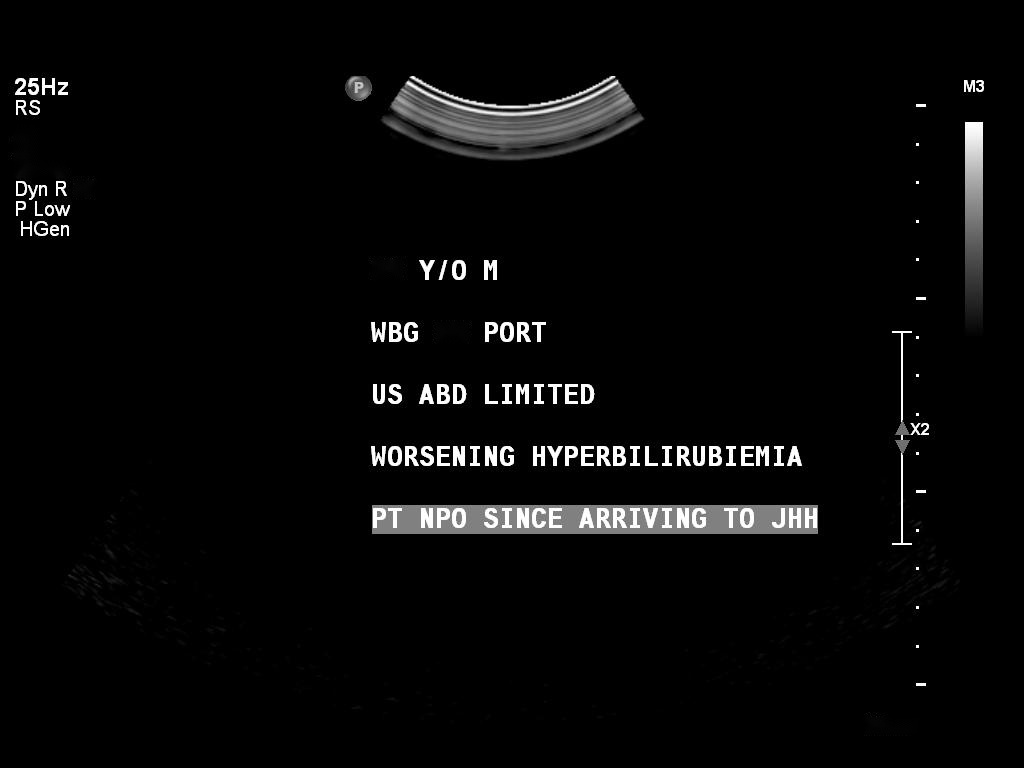 25Hz
RS
P
M3
Dyn R
P Low
HGen
Y/O M
WBG PORT
US ABD LIMITED
X2
WORSENING HYPERBILIRUBIEMIA
PT NPO SINCE ARRIVING TO JHH